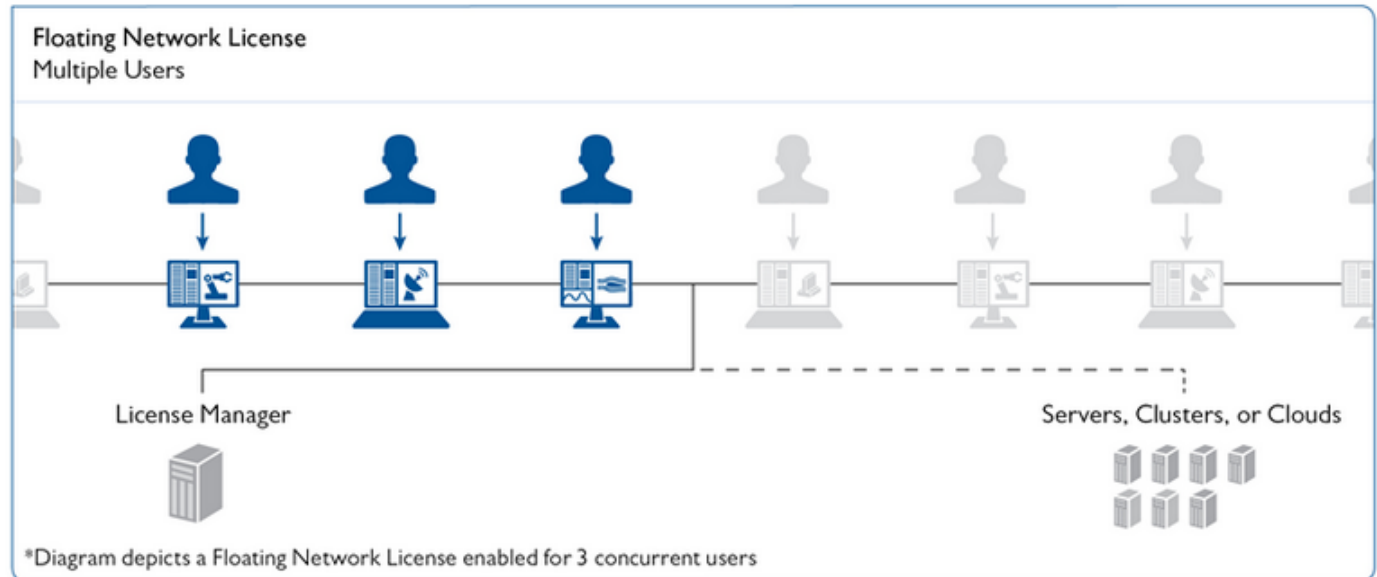 Floating Network License
Multiple Users
License Manager
Servers, Clusters, or Clouds
*Diagram depicts a Floating Network License enabled for 3 concurrent users